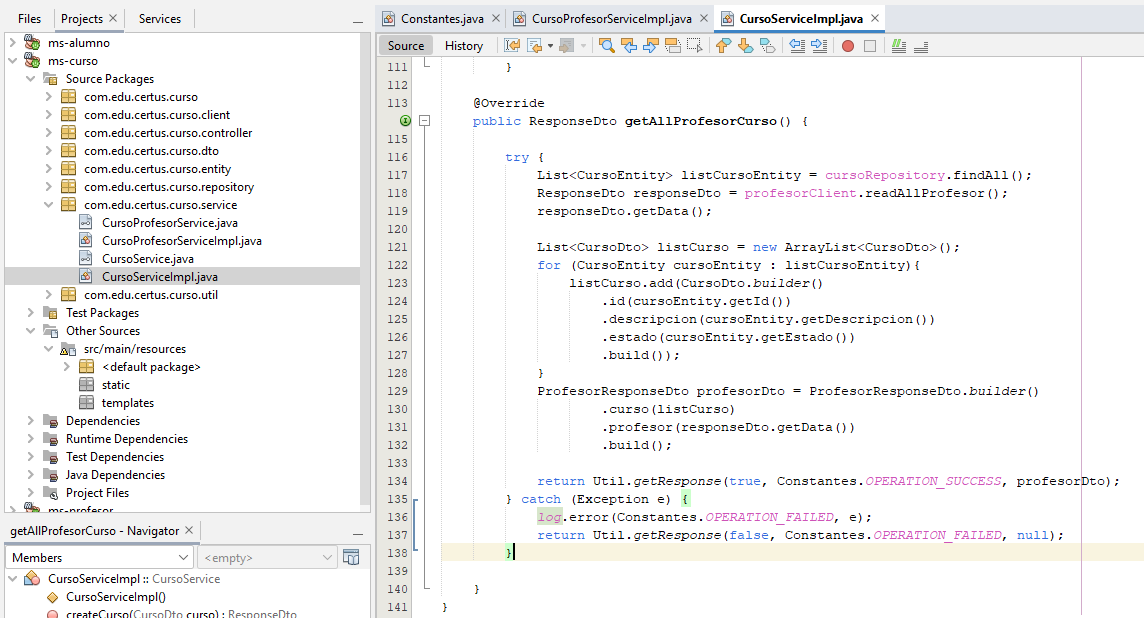 Files Projects Services
ms-alumno
ms-curso
Source Packages
com.edu.certus.curso
com.edu.certus.curso.client
com.edu.certus.curso.controller
com.edu.certus.curso.dto
com.edu.certus.curso.entity
com.edu.certus.curso.repository
com.edu.certus.curso.service
CursoProfesorService.java
CursoProfesorServiceImpl.java
CursoService.java
CursoServiceImpl.java
com.edu.certus.curso.util
Test Packages
Other Sources
src/main/resources
<default package>
static
templates
Dependencies
Runtime Dependencies
Test Dependencies
Java Dependencies
Project Files
ms-profesor
getAllProfesorCurso - Navigator
Members <empty>
CursoServiceImpl :: CursoService
CursoServiceImpl()
createCurso(CursoDto curso) : ResponseDto
Constantes.java CursoProfesorServiceImpl.java CursoServiceImpl.java
Source History
111 }
112
113 @Override
public ResponseDto getAllProfesorCurso() {
115
116 try {
117 List<CursoEntity> listCursoEntity = cursoRepository.findAll();
118 ResponseDto responseDto = profesorClient.readAllProfesor();
119 responseDto.getData();
120
121 List<CursoDto> listCurso = new ArrayList<CursoDto>();
122 for (CursoEntity cursoEntity : listCursoEntity){
123 listCurso.add(CursoDto.builder()
124 .id(cursoEntity.getId())
125 .descripcion(cursoEntity.getDescripcion())
126 .estado(cursoEntity.getEstado())
127 .build());
128 }
129 ProfesorResponseDto profesorDto = ProfesorResponseDto.builder()
130 .curso(listCurso)
131 .profesor(responseDto.getData())
132 .build();
133
134 return Util.getResponse(true, Constantes.OPERATION_SUCCESS, profesorDto);
135 } catch (Exception e) {
136 log.error(Constantes.OPERATION_FAILED, e);
137 return Util.getResponse(false, Constantes.OPERATION_FAILED, null);
138 }
139
140 }
141 }